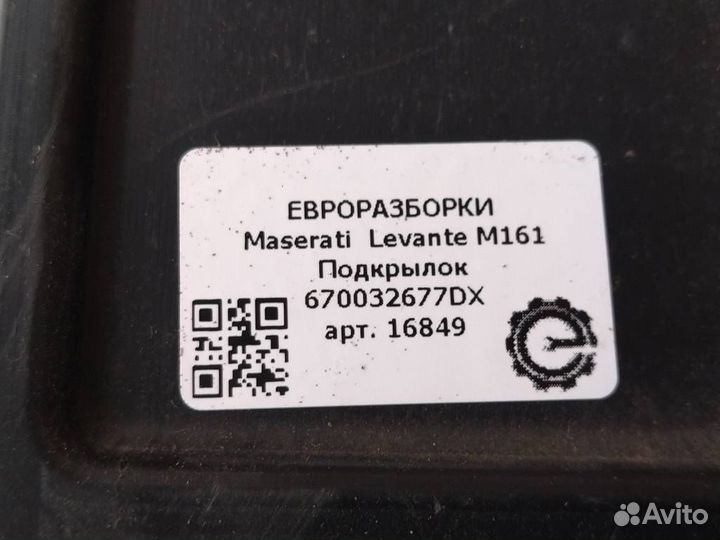 ЕВРОРАЗБОРКИ
Maserati Levante M161
Подкрылок
670032677DX
арт. 16849
Avito